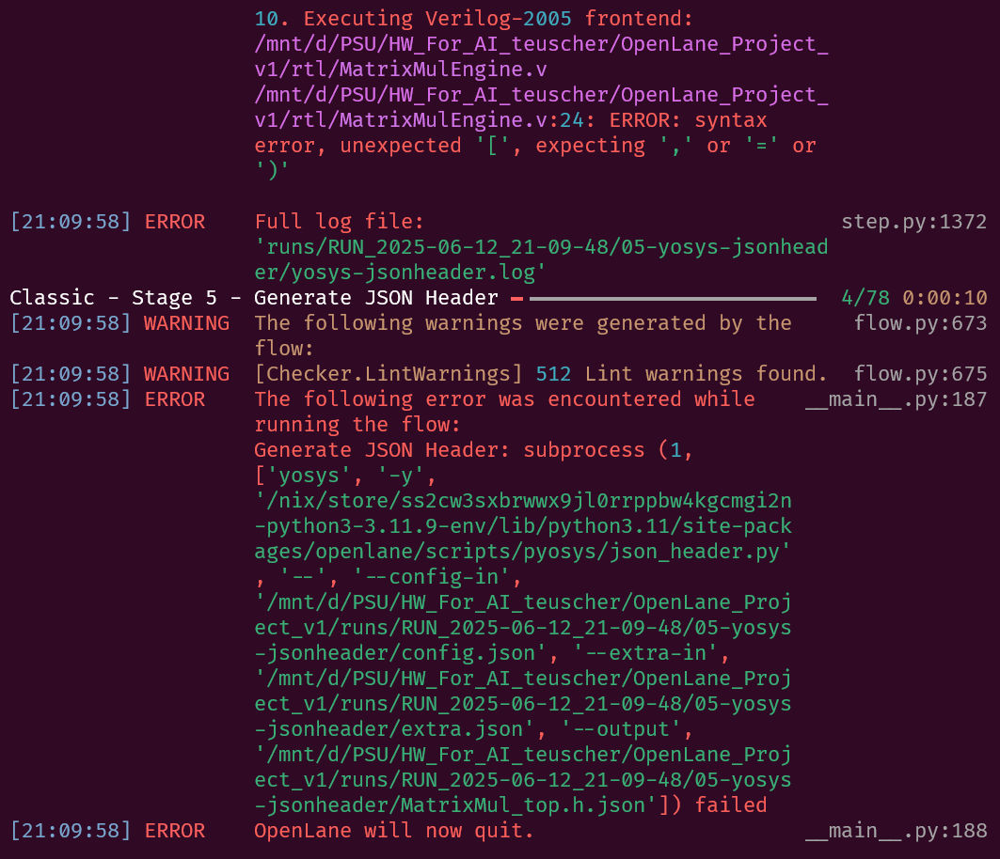 10. Executing Verilog-2005 frontend:
/mnt/d/PSU/HW_For_AI_teuscher/OpenLane_Project_
v1/rtl/MatrixMulEngine.v
/mnt/d/PSU/HW_For_AI_teuscher/OpenLane_Project_
v1/rtl/MatrixMulEngine.v:24: ERROR: syntax
error, unexpected '[', expecting ',' or '=' or
')'
[21:09:58] ERROR Full log file: step.py:1372
'runs/RUN_2025-06-12_21-09-48/05-yosys-jsonhead
er/yosys-jsonheader.log'
Classic - Stage 5 - Generate JSON Header 4/78 0:00:10
[21:09:58] WARNING The following warnings were generated by the flow.py:673
flow:
[21:09:58] WARNING [Checker.LintWarnings] 512 Lint warnings found. flow.py:675
[21:09:58] ERROR The following error was encountered while __main__.py:187
running the flow:
Generate JSON Header: subprocess (1,
['yosys', '-y',
'/nix/store/ss2cw3sxbrwwx9jl0rrppbw4kgcmgi2n
-python3-3.11.9-env/lib/python3.11/site-pack
ages/openlane/scripts/pyosys/json_header.py'
, '--', '--config-in',
'/mnt/d/PSU/HW_For_AI_teuscher/OpenLane_Proj
ect_v1/runs/RUN_2025-06-12_21-09-48/05-yosys
-jsonheader/config.json', '--extra-in',
'/mnt/d/PSU/HW_For_AI_teuscher/OpenLane_Proj
ect_v1/runs/RUN_2025-06-12_21-09-48/05-yosys
-jsonheader/extra.json', '--output',
'/mnt/d/PSU/HW_For_AI_teuscher/OpenLane_Proj
ect_v1/runs/RUN_2025-06-12_21-09-48/05-yosys
-jsonheader/MatrixMul_top.h.json']) failed
[21:09:58] ERROR OpenLane will now quit. __main__.py:188